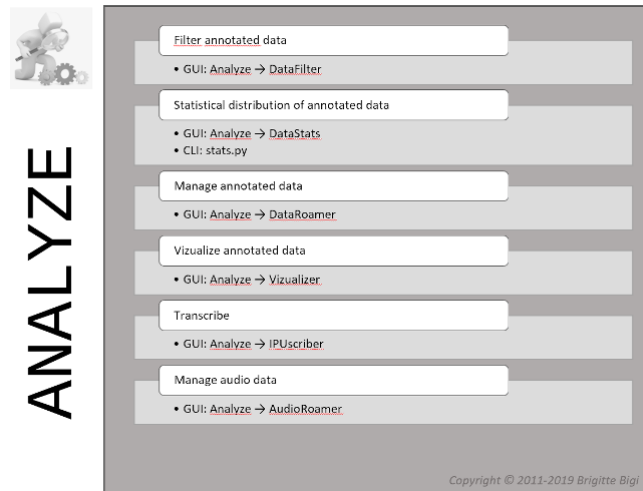 ANALYZE
Filter annotated data
• GUI: Analyze → DataFilter
Statistical distribution of annotated data
• GUI: Analyze → DataStats
• CLI: stats.py
Manage annotated data
• GUI: Analyze → DataRoamer
Vizualize annotated data
• GUI: Analyze → Vizualizer
Transcribe
• GUI: Analyze → IPUscriber
Manage audio data
• GUI: Analyze → AudioRoamer
Copyright © 2011-2019 Brigitte Bigi